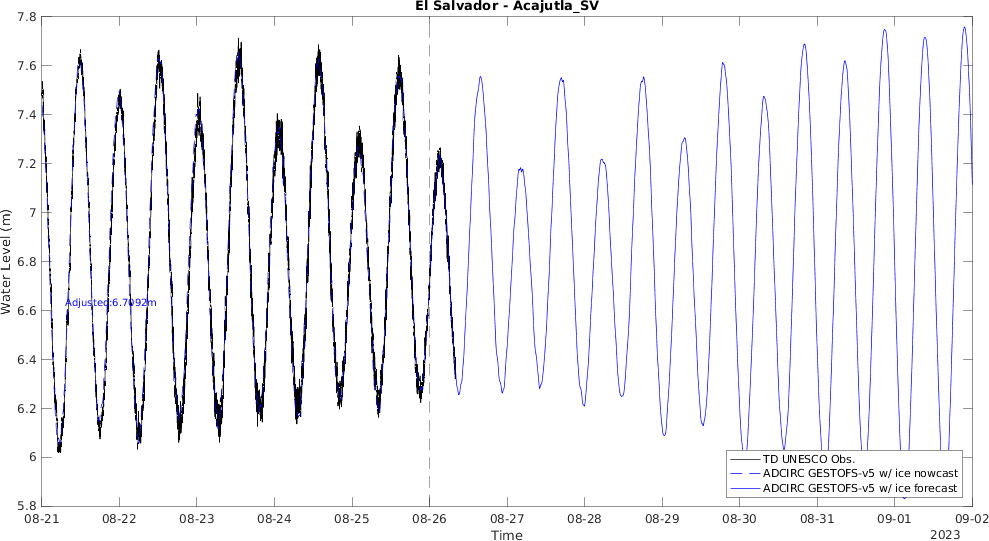 El Salvador - Acajutla_SV
Water Level (m)
7.8
7.6
7.4
7.2
7
6.8
6.6
6.4
6.2
6
5.8
Adjusted:6.7092m
TD UNESCO Obs.
ADCIRC GESTOFS-v5 w/ ice nowcast
ADCIRC GESTOFS-v5 w/ ice forecast
08-21 08-22 08-23 08-24 08-25 08-26 08-27 08-28 08-29 08-30 08-31 09-01 09-02
Time
2023